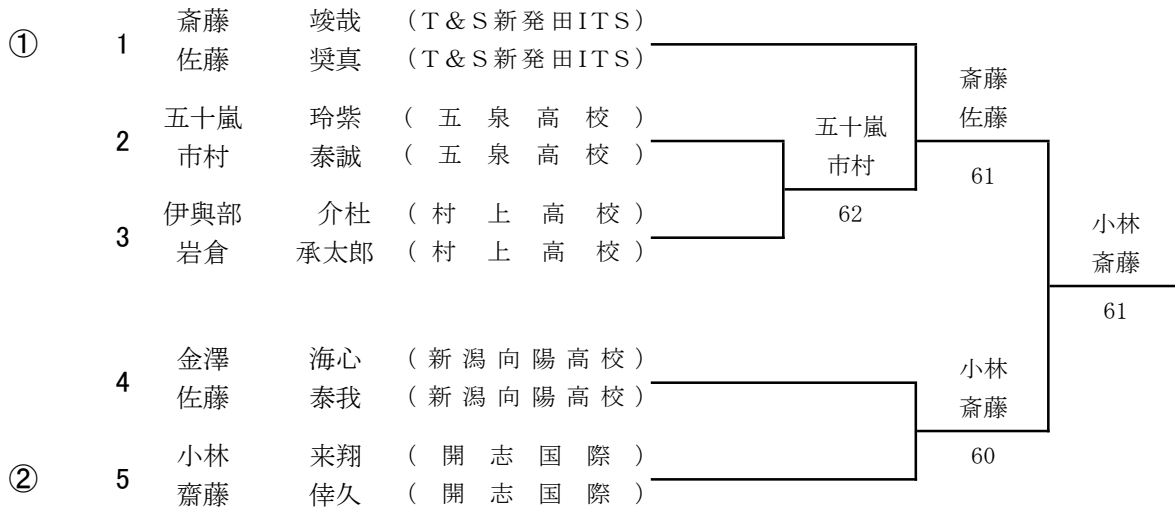 ① 1 斎藤 竣哉 (T&S新発田ITS)
佐藤 奨真 (T&S新発田ITS)
2 五十嵐 玲紫 (五泉高校)
市村 泰誠 (五泉高校)
3 伊與部 介杜 (村上高校)
岩倉 承太郎 (村上高校)
4 金澤 海心 (新潟向陽高校)
佐藤 泰我 (新潟向陽高校)
② 5 小林 来翔 (開志国際)
齋藤 倖久 (開志国際)
五十嵐
市村
62
斎藤
佐藤
61
小林
斎藤
60
小林
斎藤
61